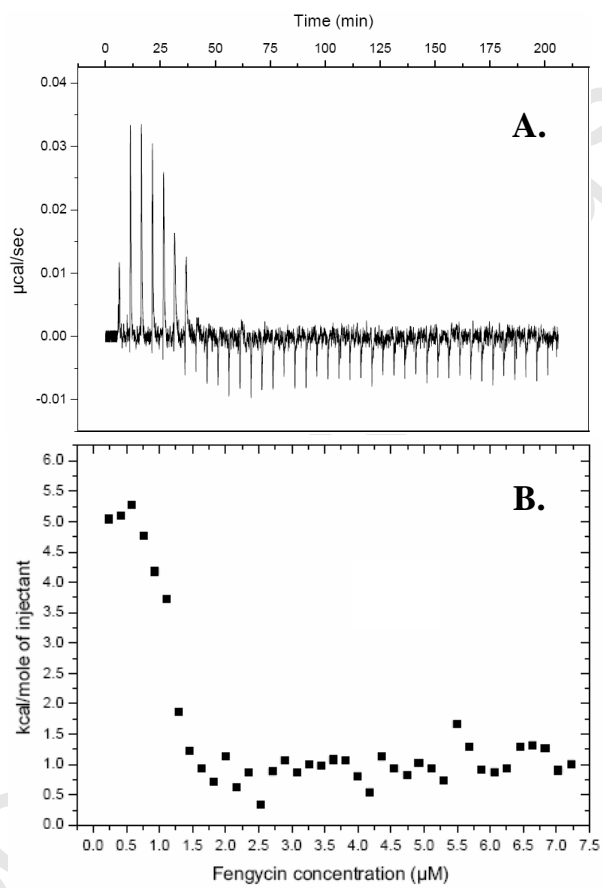 Time (min)
0 25 50 75 100 125 150 175 200
A.
0.04
0.03
0.02
0.01
0.00
-0.01
µcal/sec
B.
6.0
5.5
5.0
4.5
4.0
3.5
3.0
2.5
2.0
1.5
1.0
0.5
0.0
kcal/mole of injectant
0.0 0.5 1.0 1.5 2.0 2.5 3.0 3.5 4.0 4.5 5.0 5.5 6.0 6.5 7.0 7.5
Fengycin concentration (µM)